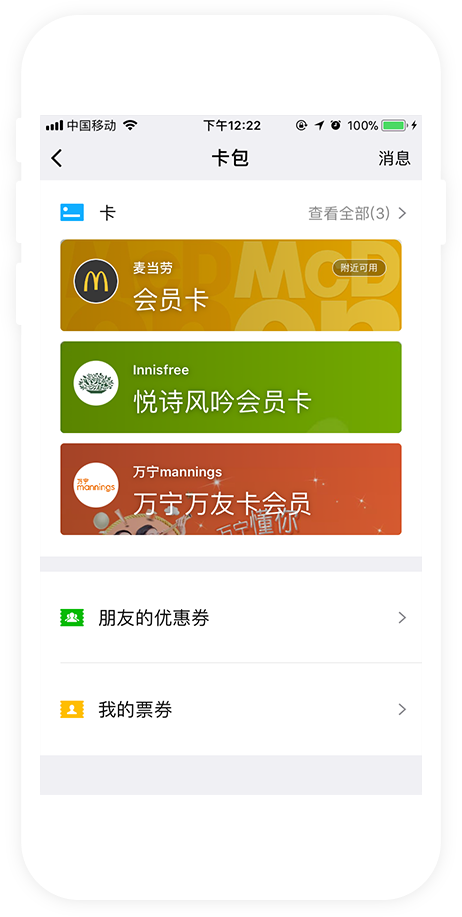 中国移动 下午12:22 100%
卡包 消息
卡 查看全部(3)
麦当劳 附近可用
会员卡
McD
on
Innisfree
悦诗风吟会员卡
万宁mannings
万宁
mannings
万宁万友卡会员
万宁懂你
朋友的优惠券
我的票券